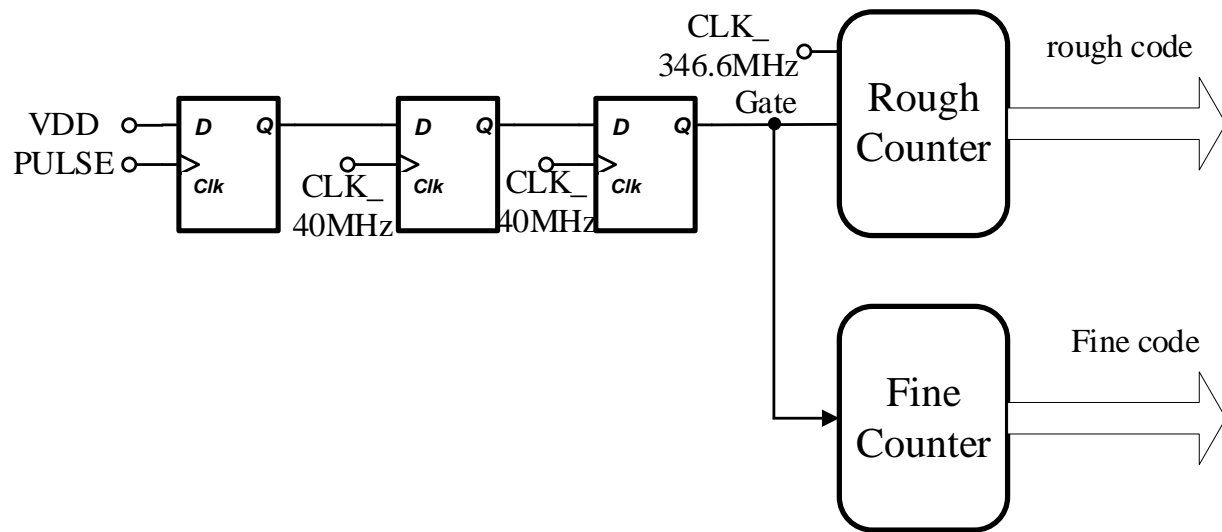 CLK_
346.6MHz
rough code
Gate
Rough
Counter
VDD
D
Q
D
Q
D
Q
PULSE
Clk
CLK_
40MHz
Clk
CLK_
40MHz
Clk
Fine code
Fine
Counter